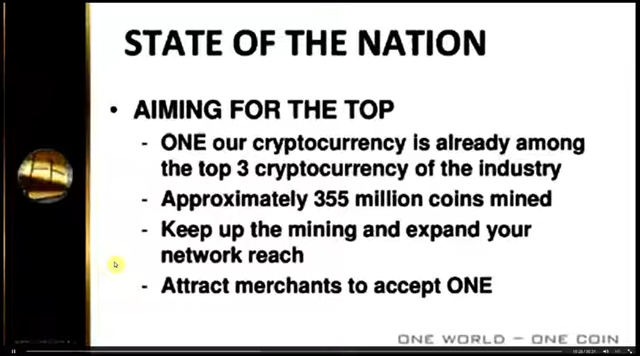 STATE OF THE NATION
• AIMING FOR THE TOP
- ONE our cryptocurrency is already among
the top 3 cryptocurrency of the industry
- Approximately 355 million coins mined
- Keep up the mining and expand your
network reach
- Attract merchants to accept ONE
ONE WORLD – ONE COIN